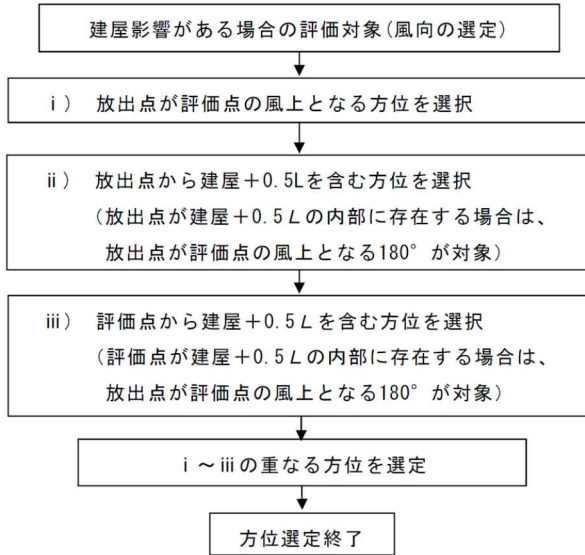 建屋影響がある場合の評価対象(風向の選定)
ⅰ) 放出点が評価点の風上となる方位を選択
ⅱ) 放出点から建屋+0.5Lを含む方位を選択
(放出点が建屋+0.5Lの内部に存在する場合は、
放出点が評価点の風上となる180°が対象)
ⅲ) 評価点から建屋+0.5Lを含む方位を選択
(評価点が建屋+0.5Lの内部に存在する場合は、
放出点が評価点の風上となる180°が対象)
ⅰ~ⅲの重なる方位を選定
方位選定終了